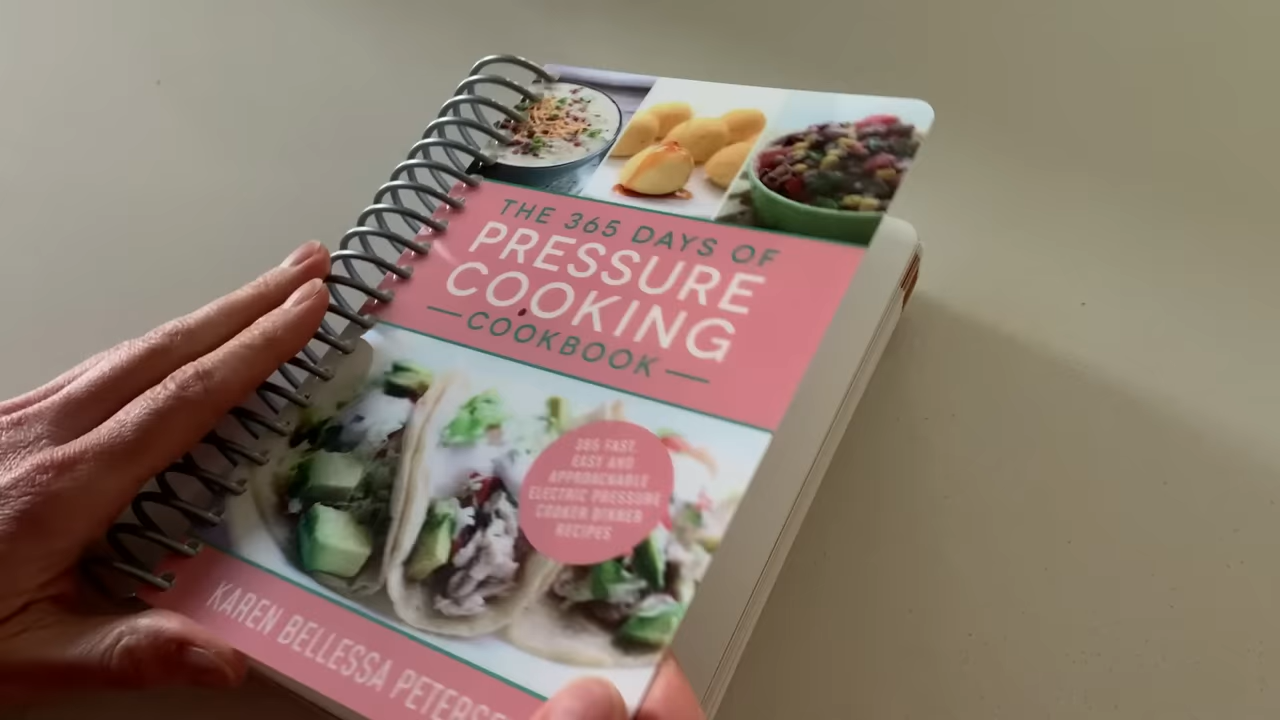 THE 365 DAYS OF
PRESSURE
COOKING
COOKBOOK
365 FAST,
EASY AND
APPROACHABLE
ELECTRIC PRESSURE
COOKER DINNER
RECIPES
KAREN BELLESSA